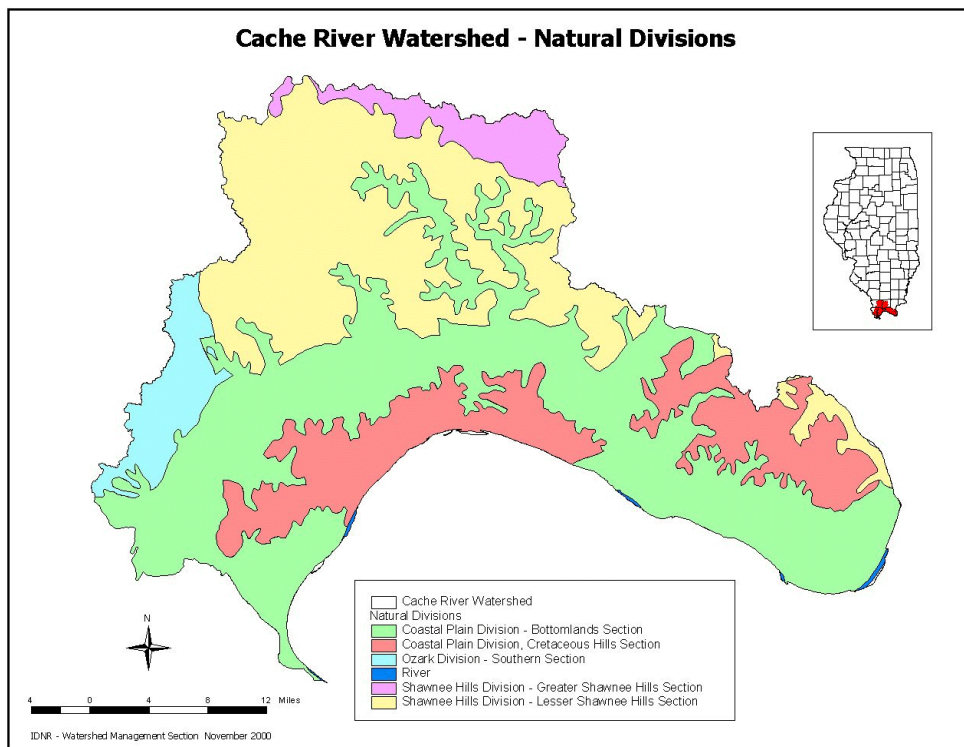 Cache River Watershed - Natural Divisions
Cache River Watershed
Natural Divisions
Coastal Plain Division - Bottomlands Section
Coastal Plain Division, Cretaceous Hills Section
Ozark Division - Southern Section
River
Shawnee Hills Division - Greater Shawnee Hills Section
Shawnee Hills Division - Lesser Shawnee Hills Section
N
4 0 4 8 12 Miles
IDNR - Watershed Management Section November 2000